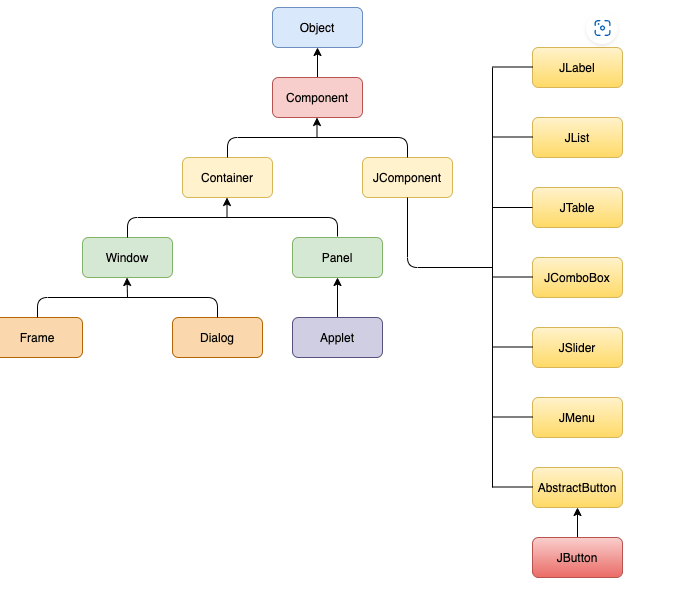 Object
JLabel
Component
JList
Container
JComponent
JTable
Window
Panel
JComboBox
Frame
Dialog
Applet
JSlider
JMenu
AbstractButton
JButton